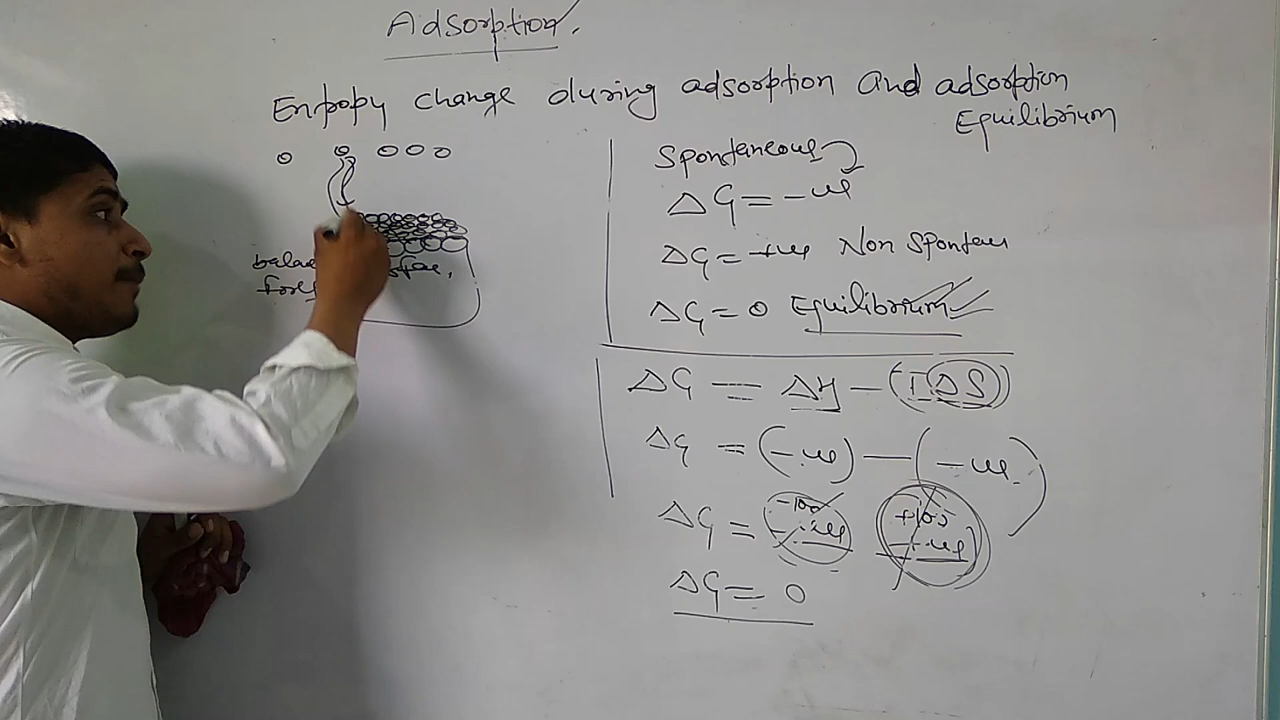 Adsorption.
Entropy change during adsorption and adsorption
Equilibrium
Spontaneous
ΔG = -ve
ΔG = +ve Non Spontaneous
ΔG = 0 Equilibrium
ΔG = ΔH - (TΔS)
ΔG = (-ve) - (-ve)
ΔG = -100 +100
-ve +ve
ΔG = 0